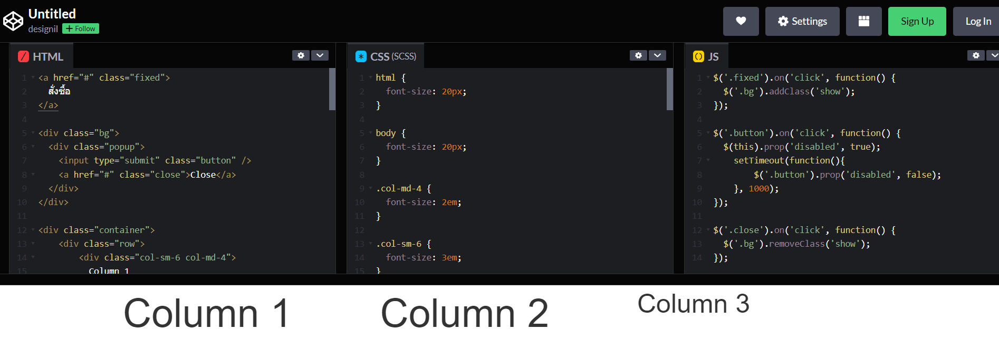 Untitled
designil + Follow
Settings
Sign Up
Log In
HTML
1 <a href="#" class="fixed">
2 สั่งซื้อ
3 </a>
4
5 <div class="bg">
6 <div class="popup">
7 <input type="submit" class="button" />
8 <a href="#" class="close">Close</a>
9 </div>
10 </div>
11
12 <div class="container">
13 <div class="row">
14 <div class="col-sm-6 col-md-4">
15 Column 1
CSS (SCSS)
1 html {
2 font-size: 20px;
3 }
4
5 body {
6 font-size: 20px;
7 }
8
9 .col-md-4 {
10 font-size: 2em;
11 }
12
13 .col-sm-6 {
14 font-size: 3em;
15 }
JS
1 $('.fixed').on('click', function() {
2 $('.bg').addClass('show');
3 });
4
5 $('.button').on('click', function() {
6 $(this).prop('disabled', true);
7 setTimeout(function(){
8 $('.button').prop('disabled', false);
9 }, 1000);
10 });
11
12 $('.close').on('click', function() {
13 $('.bg').removeClass('show');
14 });
Column 1
Column 2
Column 3